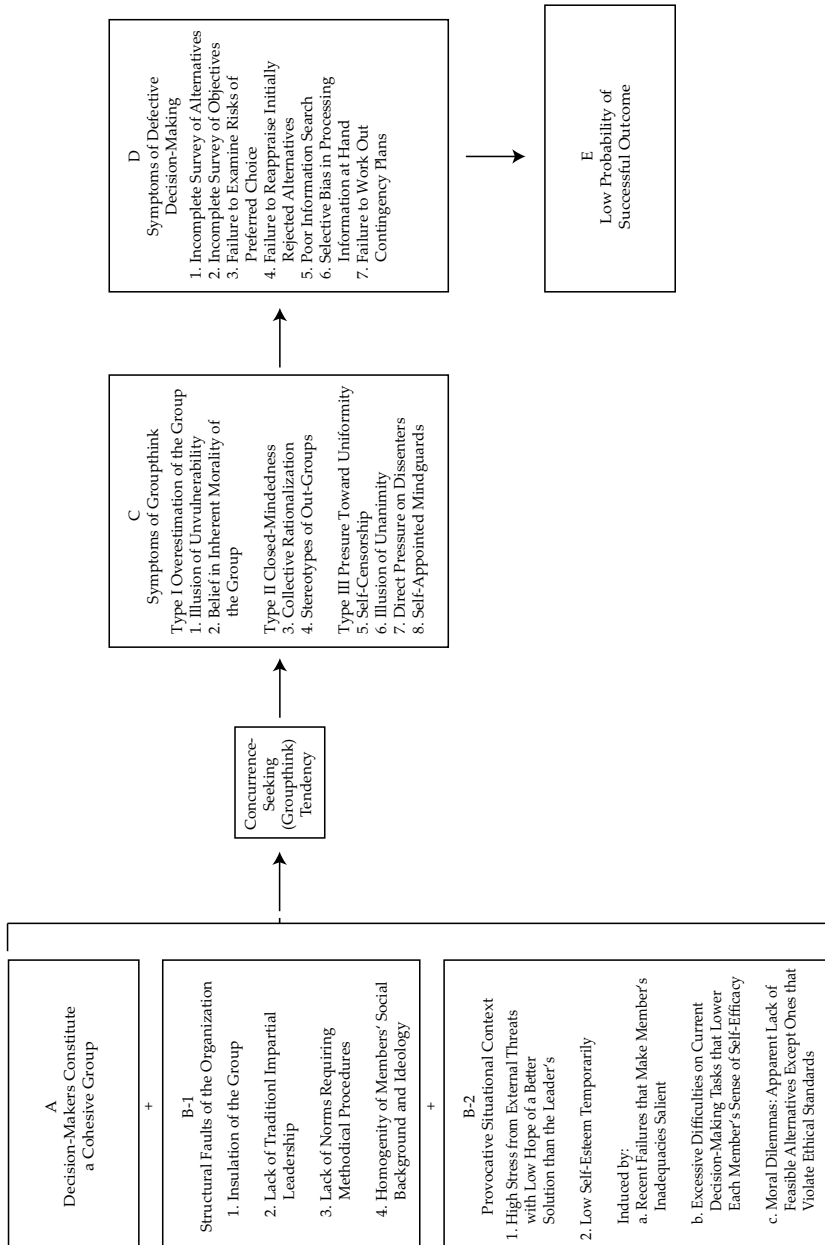 A
Decision-Makers Constitute
a Cohesive Group
+
B-1
Structural Faults of the Organization
1. Insulation of the Group
2. Lack of Traditionl Impartial
Leadership
3. Lack of Norms Requiring
Methodical Procedures
4. Homogenity of Members' Social
Background and Ideology
+
B-2
Provocative Situational Context
1. High Stress from External Threats
with Low Hope of a Better
Solution than the Leader's
2. Low Self-Esteem Temporarily
Induced by:
a. Recent Failures that Make Member's
Inadequacies Salient
b. Excessive Difficulties on Current
Decision-Making Tasks that Lower
Each Member's Sense of Self-Efficacy
c. Moral Dilemmas: Apparent Lack of
Feasible Alternatives Except Ones that
Violate Ethical Standards
Concurrence-
Seeking
(Groupthink)
Tendency
C
Symptoms of Groupthink
Type I Overestimation of the Group
1. Illusion of Unvulnerability
2. Belief in Inherent Morality of
the Group
Type II Closed-Mindedness
3. Collective Rationalization
4. Stereotypes of Out-Groups
Type III Presure Toward Uniformity
5. Self-Censorship
6. Illusion of Unanimity
7. Direct Pressure on Dissenters
8. Self-Appointed Mindguards
D
Symptoms of Defective
Decision-Making
1. Incomplete Survey of Alternatives
2. Incomplete Survey of Objectives
3. Failure to Examine Risks of
Preferred Choice
4. Failure to Reappraise Initially
Rejected Alternatives
5. Poor Information Search
6. Selective Bias in Processing
Information at Hand
7. Failure to Work Out
Contingency Plans
E
Low Probability of
Successful Outcome